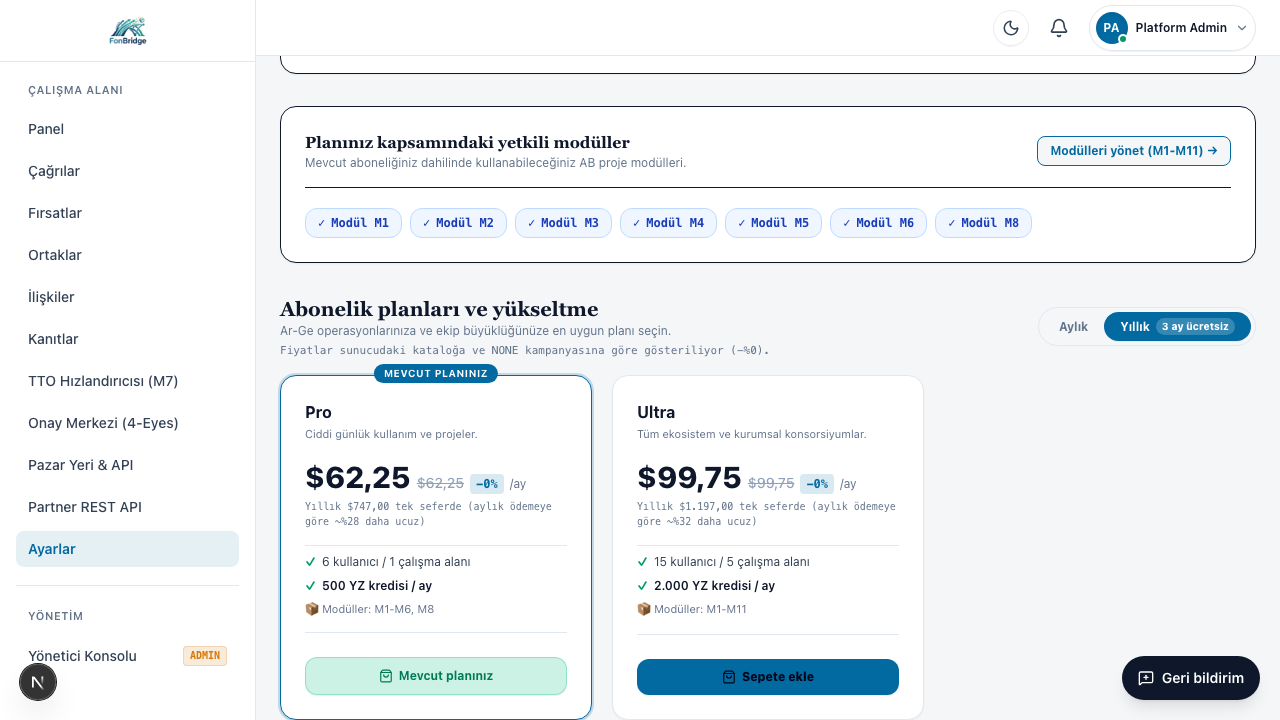 FonBridge
PA Platform Admin
ÇALIŞMA ALANI
Panel
Çağrılar
Fırsatlar
Ortaklar
İlişkiler
Kanıtlar
TTO Hızlandırıcısı (M7)
Onay Merkezi (4-Eyes)
Pazar Yeri & API
Partner REST API
Ayarlar
YÖNETİM
Yönetici Konsolu ADMIN
N
Planınız kapsamındaki yetkili modüller
Mevcut aboneliğiniz dahilinde kullanabileceğiniz AB proje modülleri.
Modülleri yönet (M1-M11) →
✓ Modül M1 ✓ Modül M2 ✓ Modül M3 ✓ Modül M4 ✓ Modül M5 ✓ Modül M6 ✓ Modül M8
Abonelik planları ve yükseltme
Ar-Ge operasyonlarınıza ve ekip büyüklüğünüze en uygun planı seçin.
Fiyatlar sunucudaki kataloğa ve NONE kampanyasına göre gösteriliyor (−%0).
Aylık Yıllık 3 ay ücretsiz
MEVCUT PLANINIZ
Pro
Ciddi günlük kullanım ve projeler.
$62,25 $62,25 −0% /ay
Yıllık $747,00 tek seferde (aylık ödemeye
göre ~%28 daha ucuz)
✓ 6 kullanıcı / 1 çalışma alanı
✓ 500 YZ kredisi / ay
📦 Modüller: M1-M6, M8
Mevcut planınız
Ultra
Tüm ekosistem ve kurumsal konsorsiyumlar.
$99,75 $99,75 −0% /ay
Yıllık $1.197,00 tek seferde (aylık ödemeye
göre ~%32 daha ucuz)
✓ 15 kullanıcı / 5 çalışma alanı
✓ 2.000 YZ kredisi / ay
📦 Modüller: M1-M11
Sepete ekle
Geri bildirim